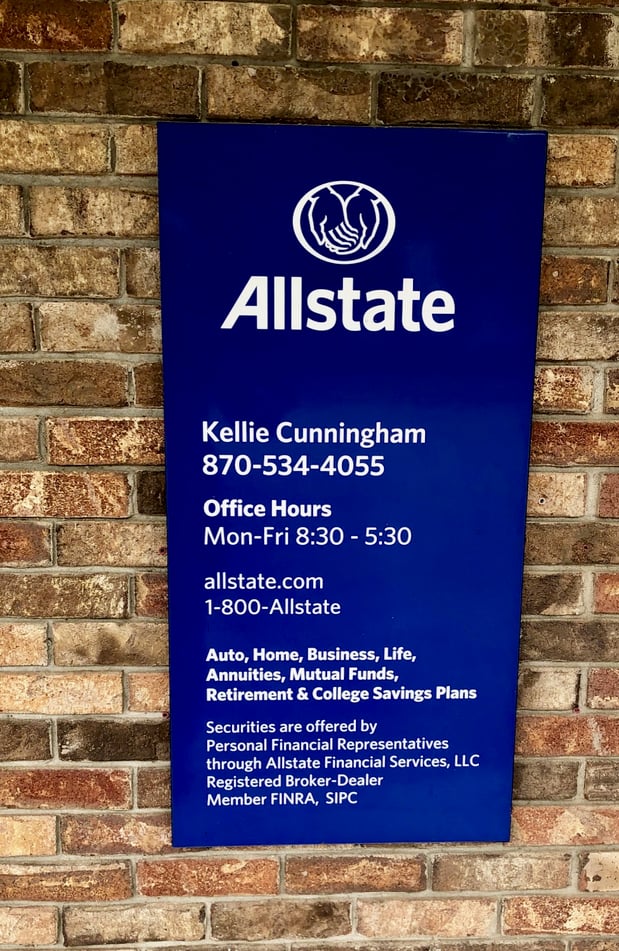 Allstate
Kellie Cunningham
870-534-4055
Office Hours
Mon-Fri 8:30 - 5:30
allstate.com
1-800-Allstate
Auto, Home, Business, Life,
Annuities, Mutual Funds,
Retirement & College Savings Plans
Securities are offered by
Personal Financial Representatives
through Allstate Financial Services, LLC
Registered Broker-Dealer
Member FINRA, SIPC